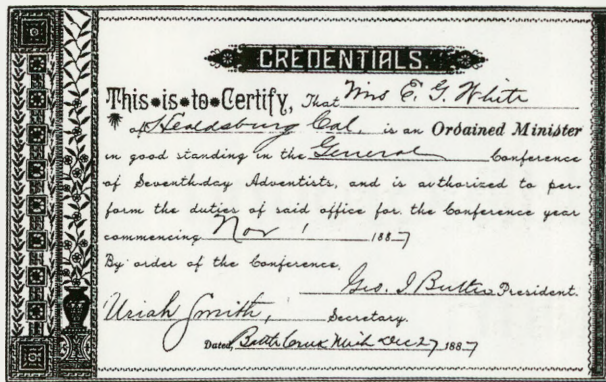 CREDENTIALS.
This is to Certify, That Mrs E. G. White
of Healdsburg Cal. is an Ordained Minister
in good standing in the General Conference
of Seventh-day Adventists, and is authorized to per-
form the duties of said office for the Conference year
commencing Nov 1 1887
By order of the Conference,
Geo. I Butler President.
Uriah Smith, Secretary.
Dated, Battle Creek Mich Dec 27 1887